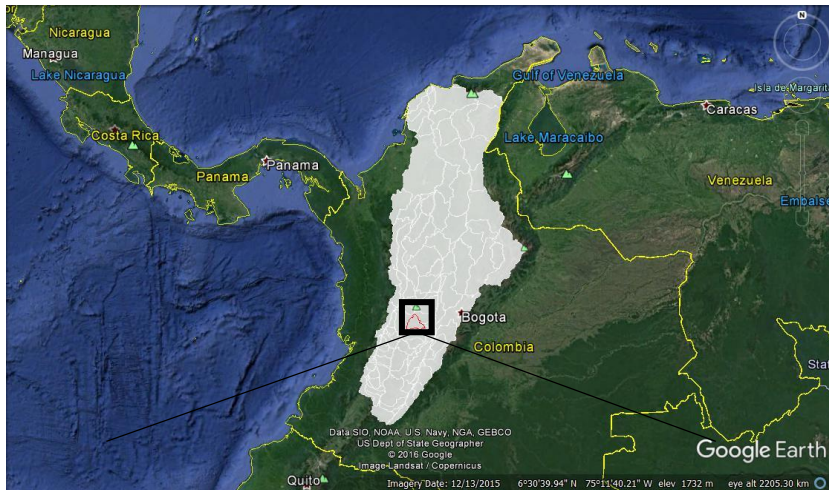 Nicaragua
Managua
Lake Nicaragua
Costa Rica
Panama
Panama
Gulf of Venezuela
Isla de Margarit
Caracas
Lake Maracaibo
Venezuela
Embalse
Bogota
Colombia
Stat
Quito
N
Data SIO, NOAA, U.S. Navy, NGA, GEBCO
US Dept of State Geographer
© 2016 Google
Image Landsat / Copernicus
Google Earth
Imagery Date: 12/13/2015 6°30'39.94" N 75°11'40.21" W elev 1732 m eye alt 2205.30 km